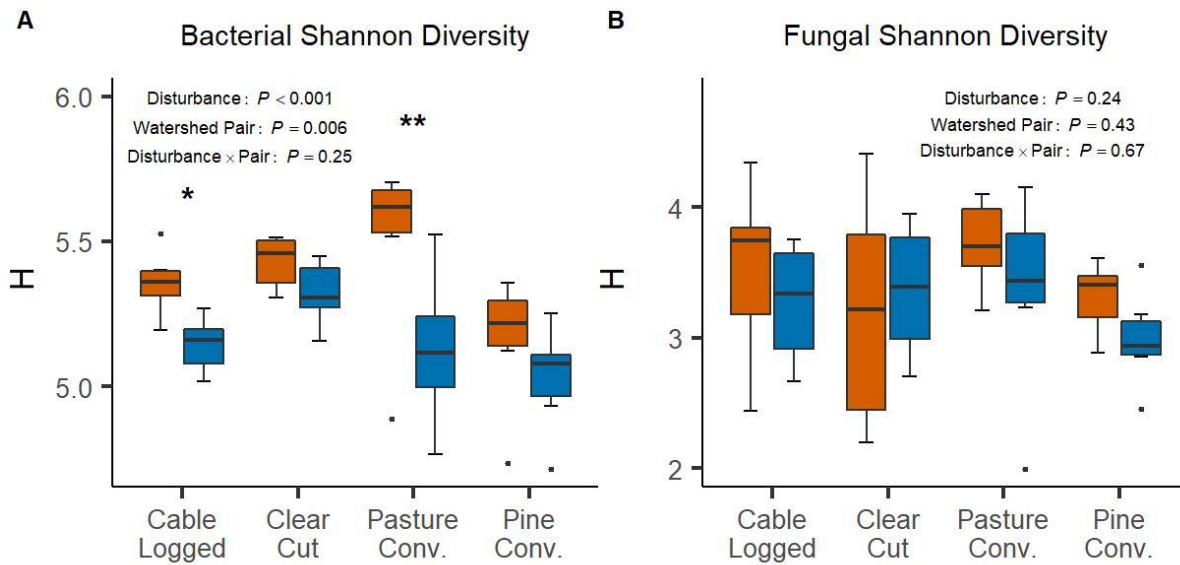 A
Bacterial Shannon Diversity
Disturbance : P < 0.001
Watershed Pair : P = 0.006
Disturbance × Pair : P = 0.25
*
**
6.0
5.5
5.0
H
Cable
Logged
Clear
Cut
Pasture
Conv.
Pine
Conv.
B
Fungal Shannon Diversity
Disturbance : P = 0.24
Watershed Pair : P = 0.43
Disturbance × Pair : P = 0.67
4
3
2
H
Cable
Logged
Clear
Cut
Pasture
Conv.
Pine
Conv.